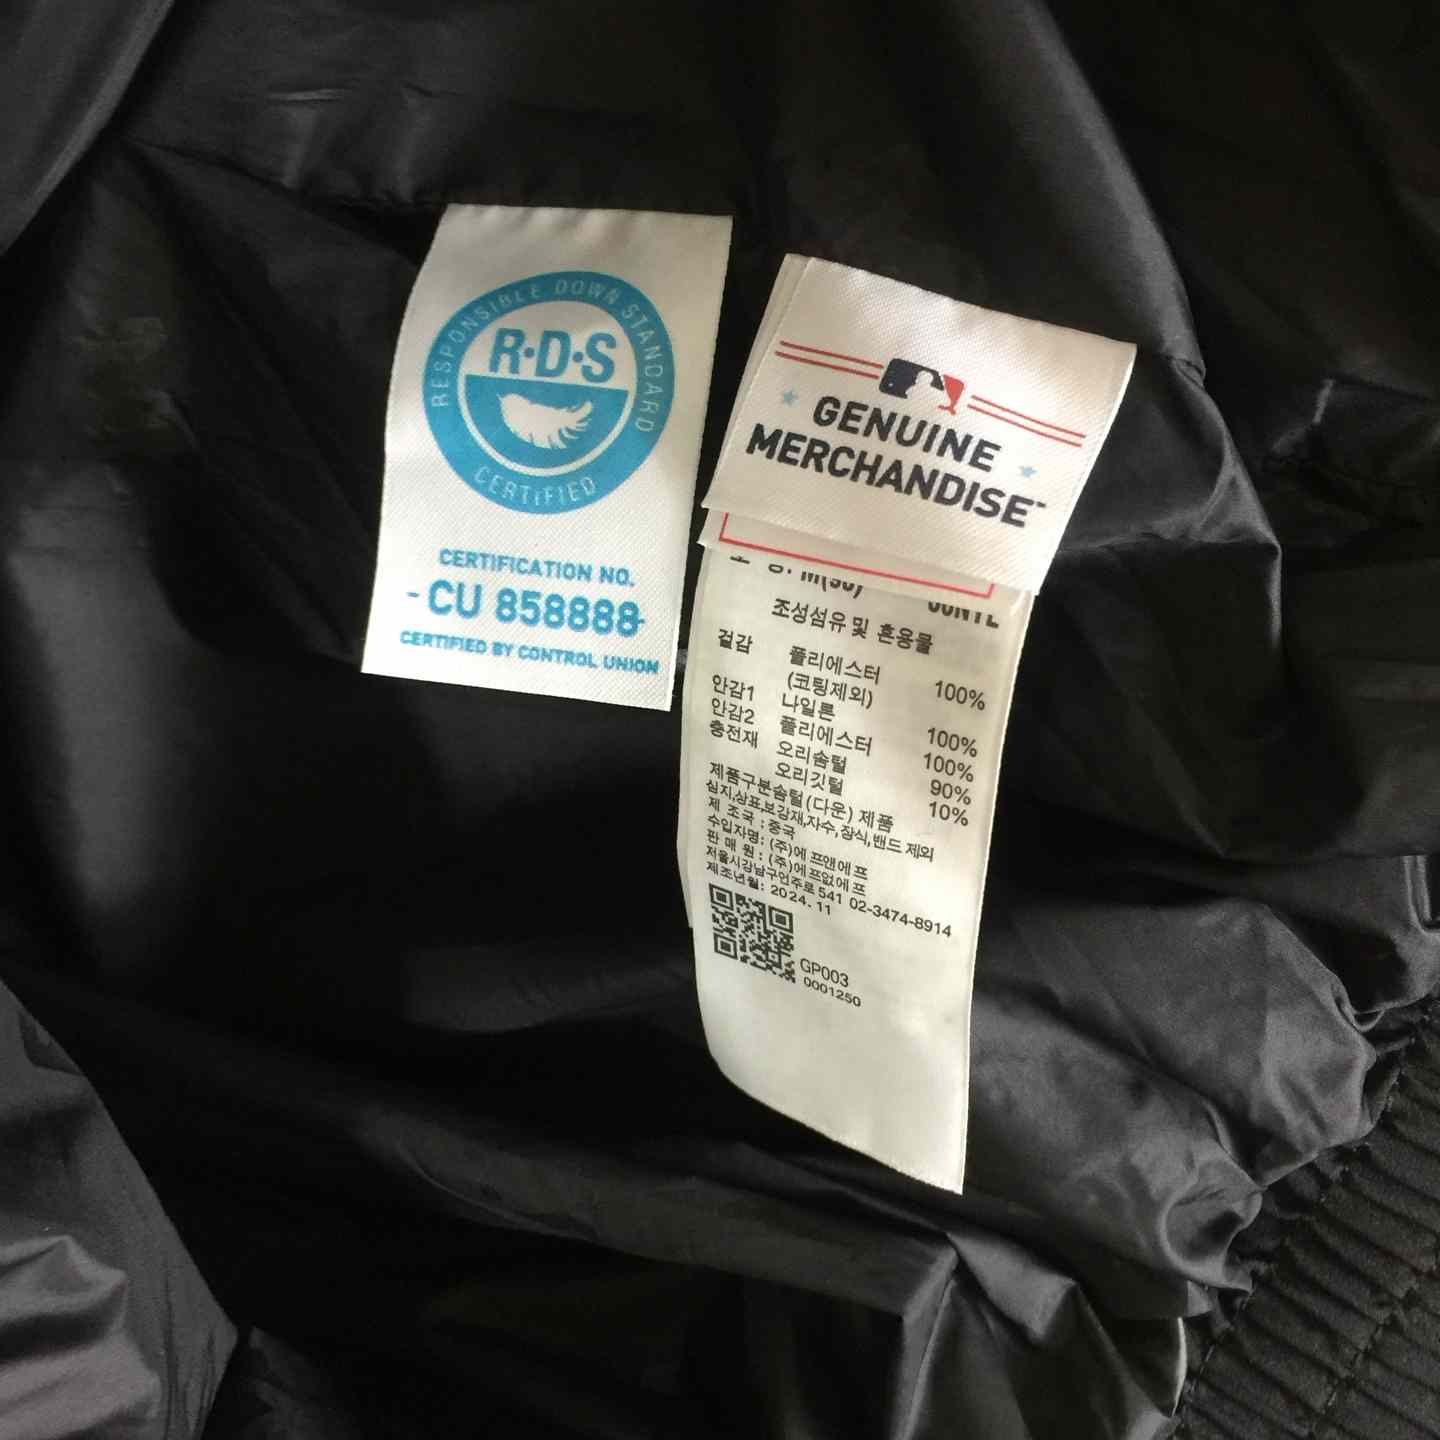 RESPONSIBLE DOWN STANDARD
R·D·S
CERTIFIED
CERTIFICATION NO.
- CU 858888-
CERTIFIED BY CONTROL UNION
GENUINE
MERCHANDISE™
조성섬유 및 혼용률
겉감 폴리에스터 100%
(코팅제외)
안감1 나일론 100%
안감2 폴리에스터 100%
충전재 오리솜털 90%
오리깃털 10%
제품구분솜털(다운) 제품
심지,상표,보강재,자수,장식,밴드 제외
제 조국 : 중국
수입자명: (주)에프앤에프
판 매 원 : (주)에프앤에프
서울시강남구언주로541 02-3474-8914
제조년월: 2024. 11
GP003
0001250